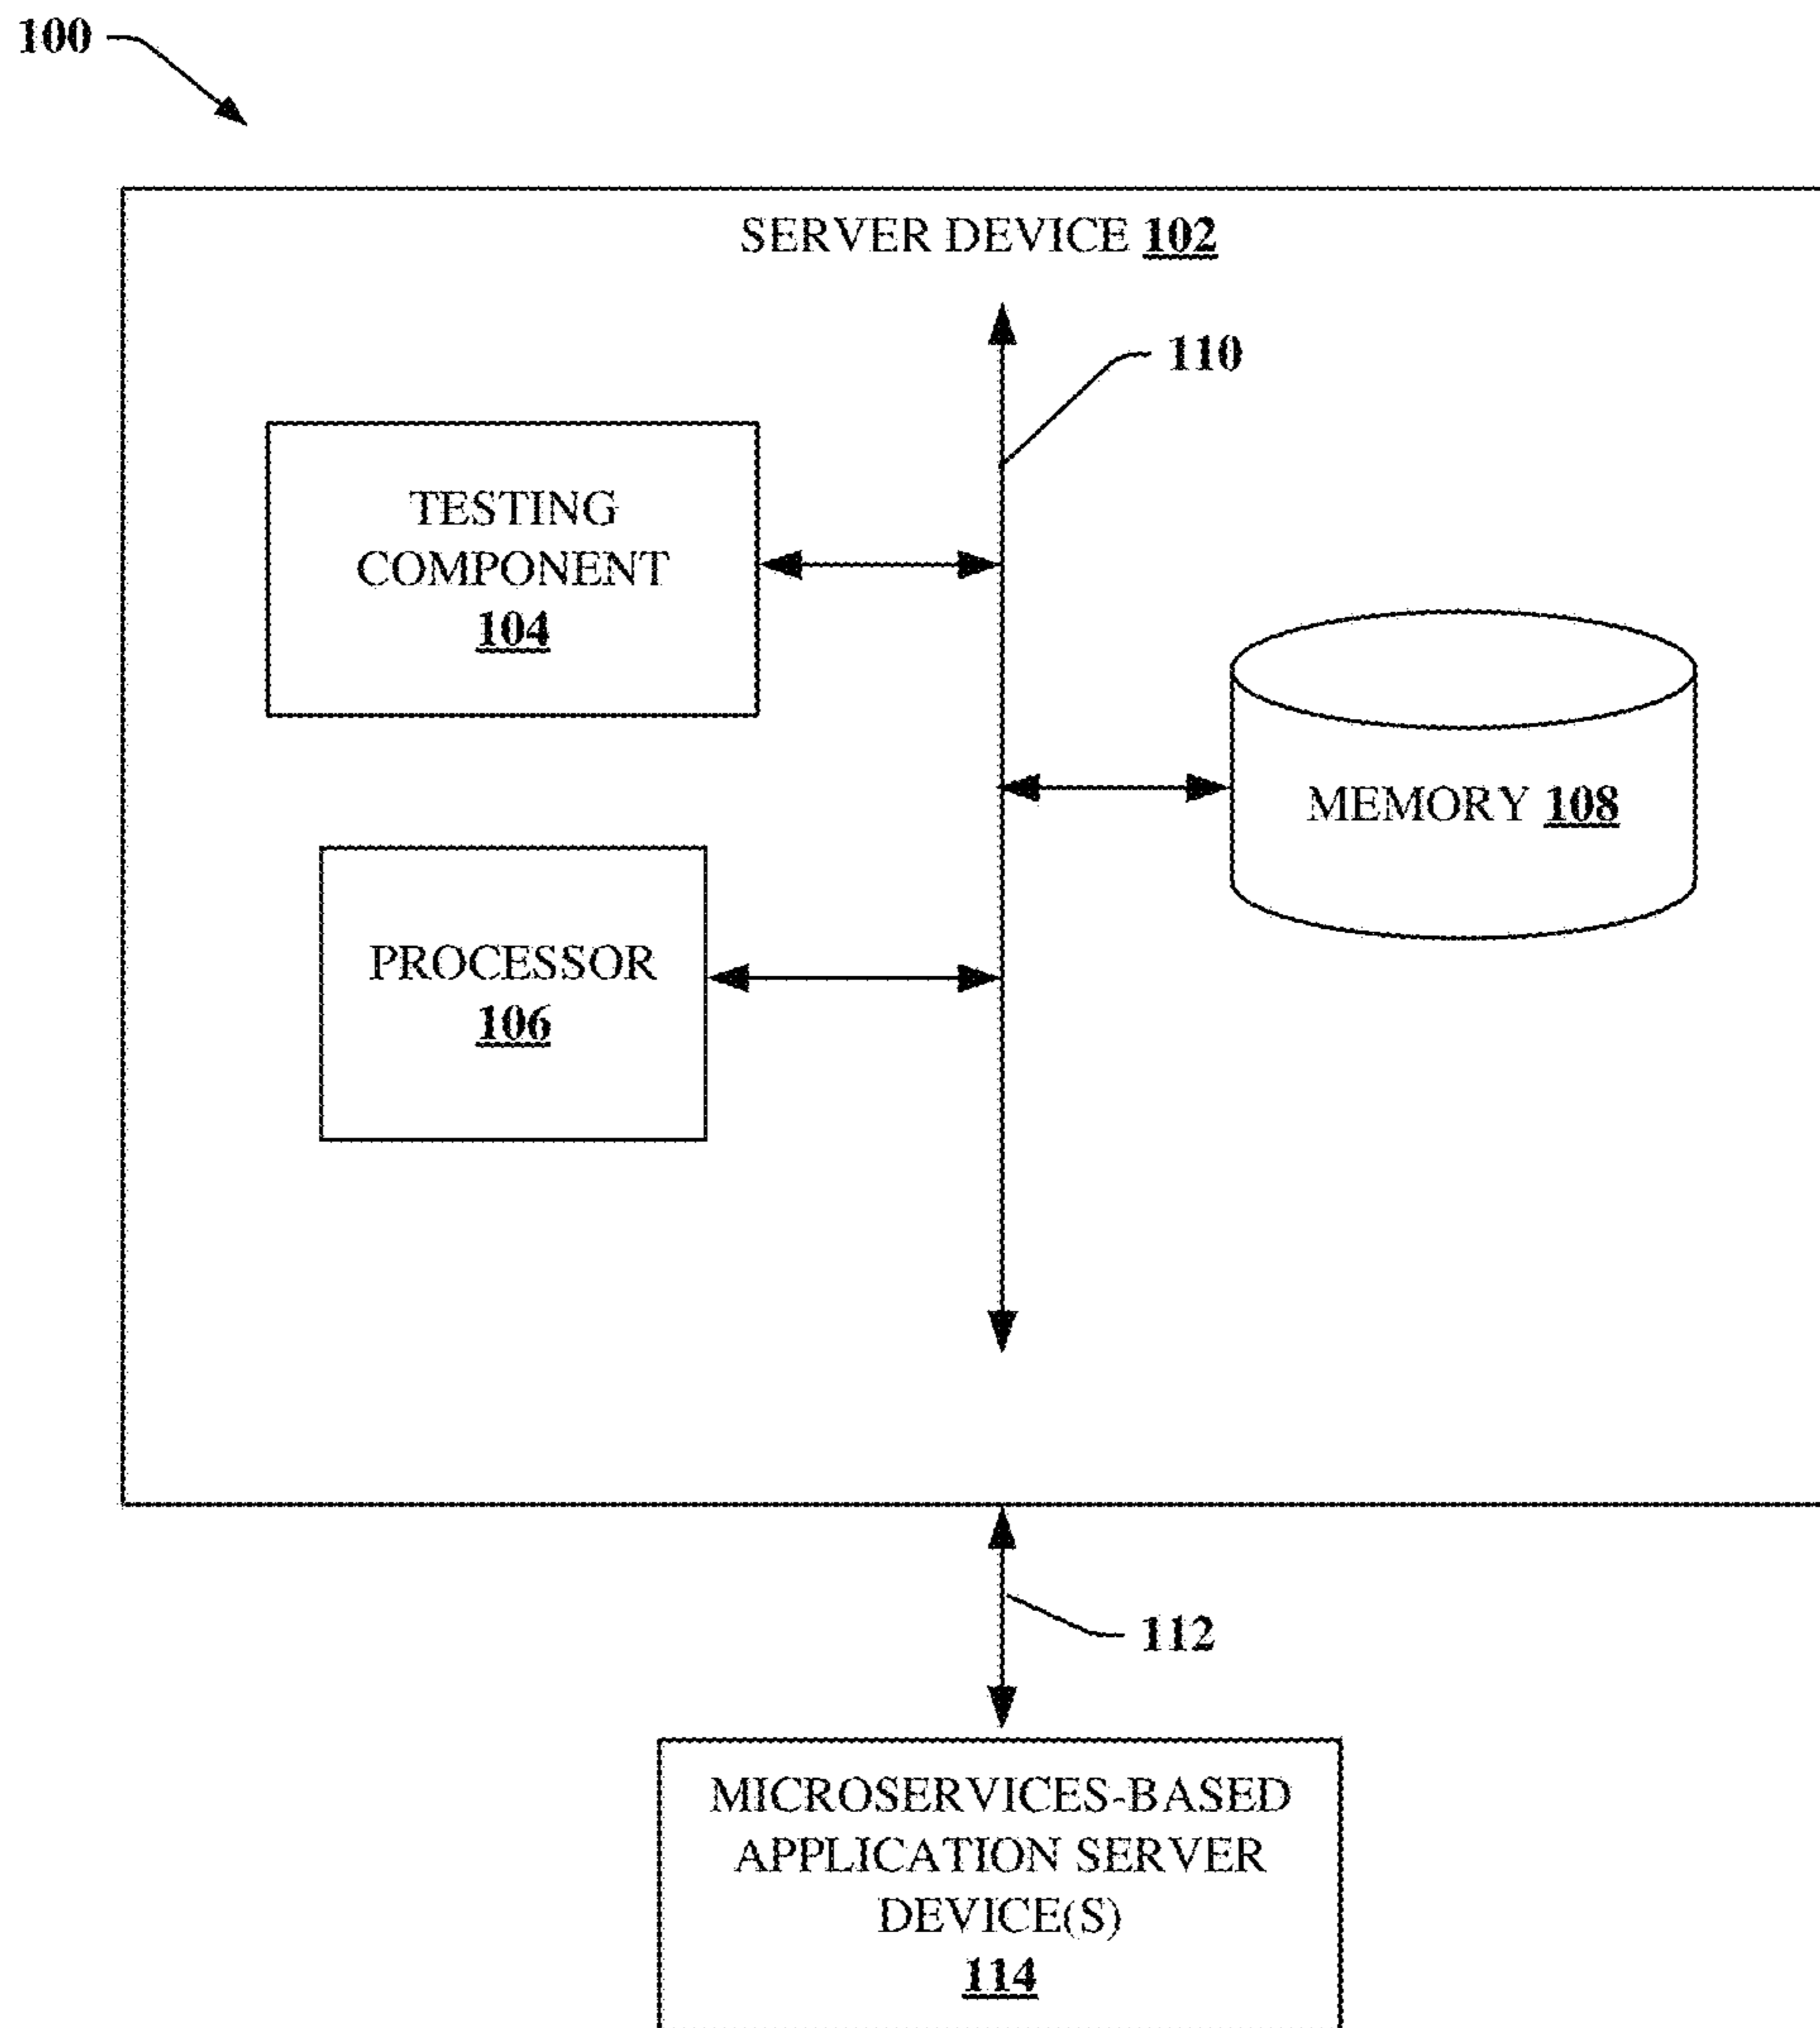 100
SERVER DEVICE 102
110
TESTING
COMPONENT
104
MEMORY 108
PROCESSOR
106
112
MICROSERVICES-BASED
APPLICATION SERVER
DEVICE(S)
114